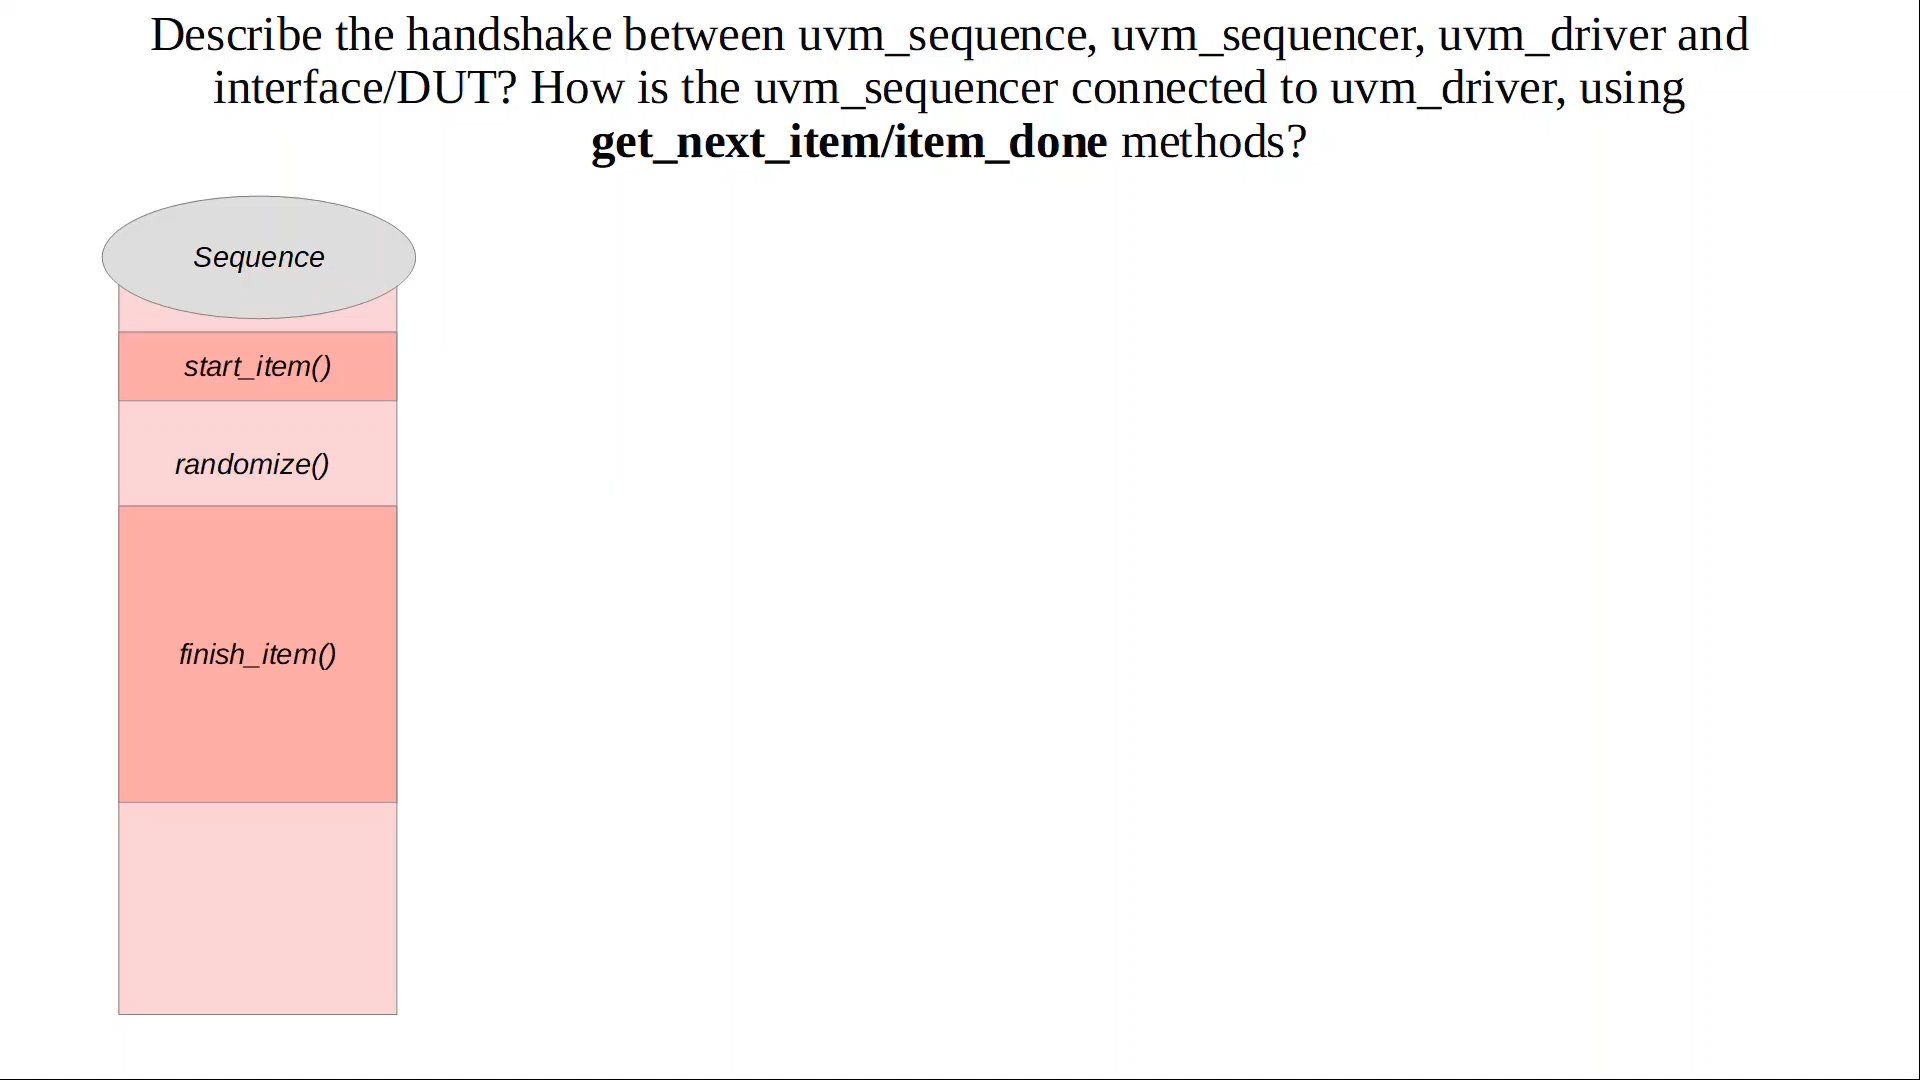 Describe the handshake between uvm_sequence, uvm_sequencer, uvm_driver and
interface/DUT? How is the uvm_sequencer connected to uvm_driver, using
get_next_item/item_done methods?
Sequence
start_item()
randomize()
finish_item()